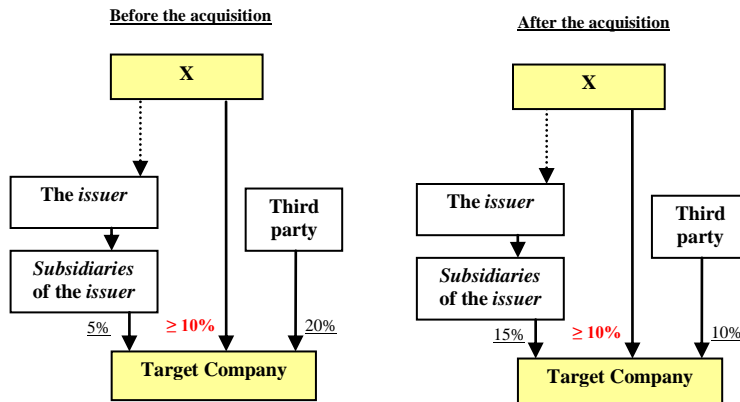 Before the acquisition
X
The issuer
Third
party
Subsidiaries
of the issuer
5%
≥ 10%
20%
Target Company
After the acquisition
X
The issuer
Third
party
Subsidiaries
of the issuer
15%
≥ 10%
10%
Target Company